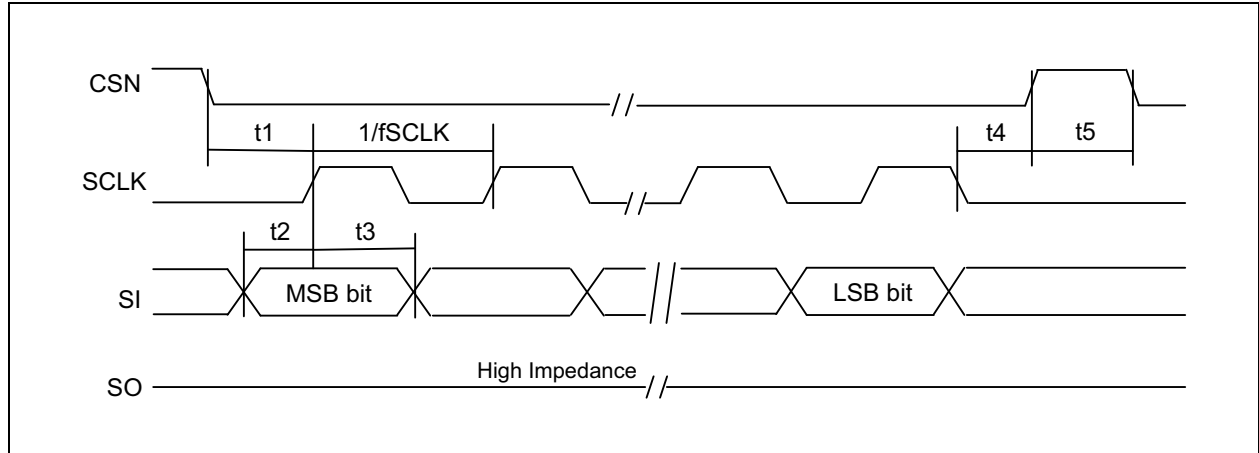 CSN
t1 1/fSCLK t4 t5
SCLK
t2 t3
SI MSB bit LSB bit
High Impedance
SO